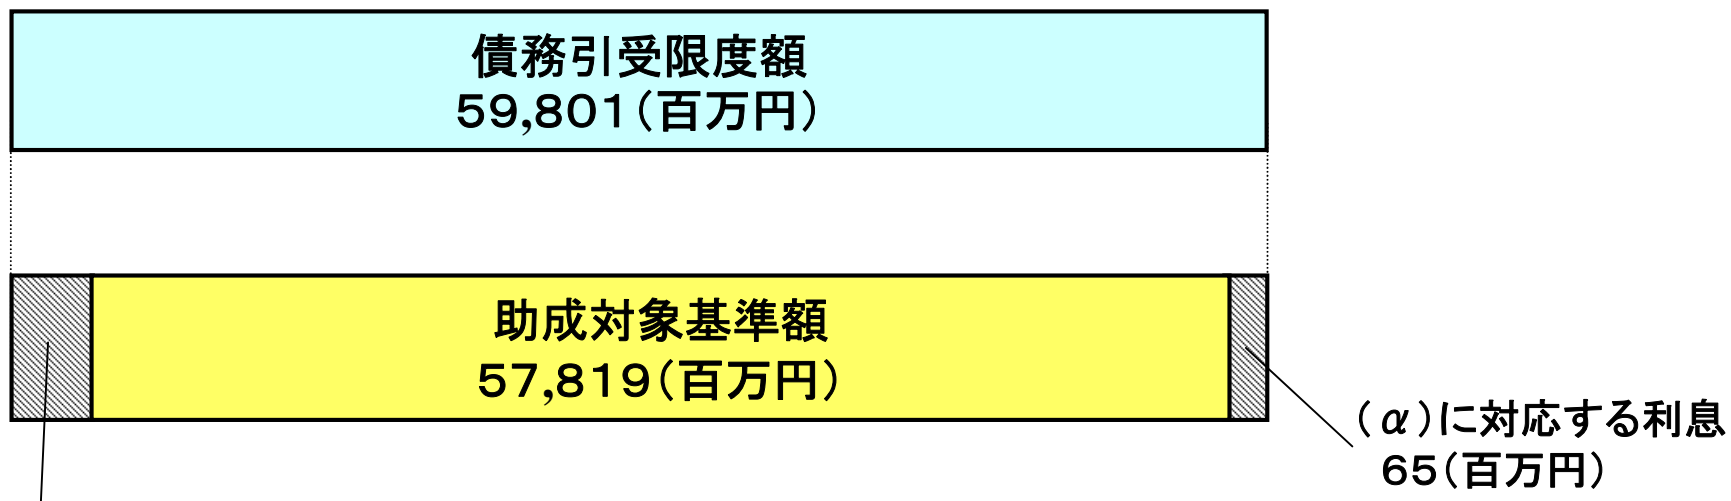 債務引受限度額
59,801(百万円)
助成対象基準額
57,819(百万円)
(α)に対応する利息
65(百万円)